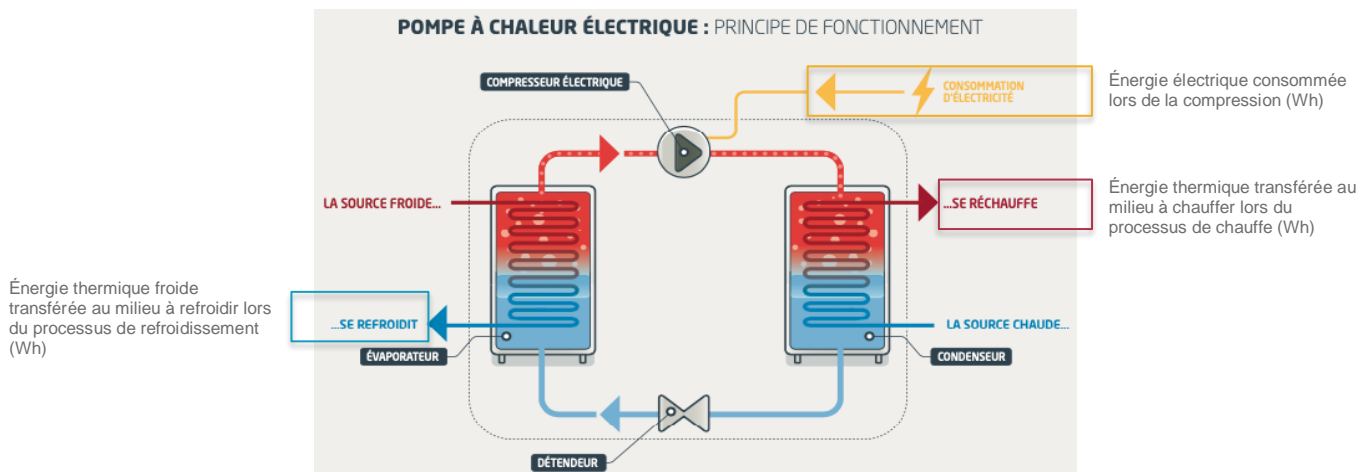 POMPE À CHALEUR ÉLECTRIQUE : PRINCIPE DE FONCTIONNEMENT
COMPRESSEUR ÉLECTRIQUE
CONSOMMATION
D'ÉLECTRICITÉ
Énergie électrique consommée
lors de la compression (Wh)
LA SOURCE FROIDE...
...SE RÉCHAUFFE
Énergie thermique transférée au
milieu à chauffer lors du
processus de chauffe (Wh)
Énergie thermique froide
transférée au milieu à refroidir lors
du processus de refroidissement
(Wh)
...SE REFROIDIT
LA SOURCE CHAUDE...
ÉVAPORATEUR
CONDENSEUR
DÉTENDEUR